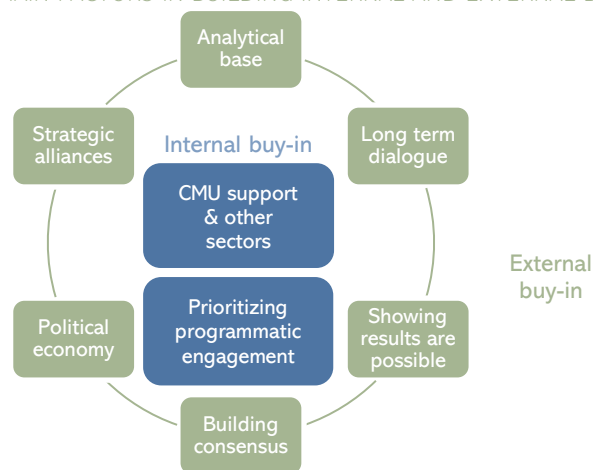 Analytical
base
Strategic
alliances
Internal buy-in
Long term
dialogue
CMU support
& other
sectors
External
buy-in
Prioritizing
programmatic
engagement
Political
economy
Showing
results are
possible
Building
consensus